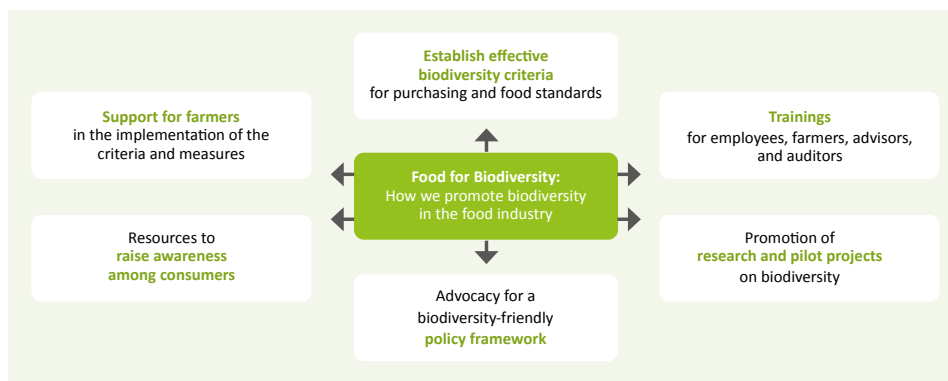 Establish effective
biodiversity criteria
for purchasing and food standards
Support for farmers
in the implementation of the
criteria and measures
Trainings
for employees, farmers, advisors,
and auditors
Food for Biodiversity:
How we promote biodiversity
in the food industry
Resources to
raise awareness
among consumers
Promotion of
research and pilot projects
on biodiversity
Advocacy for a
biodiversity-friendly
policy framework